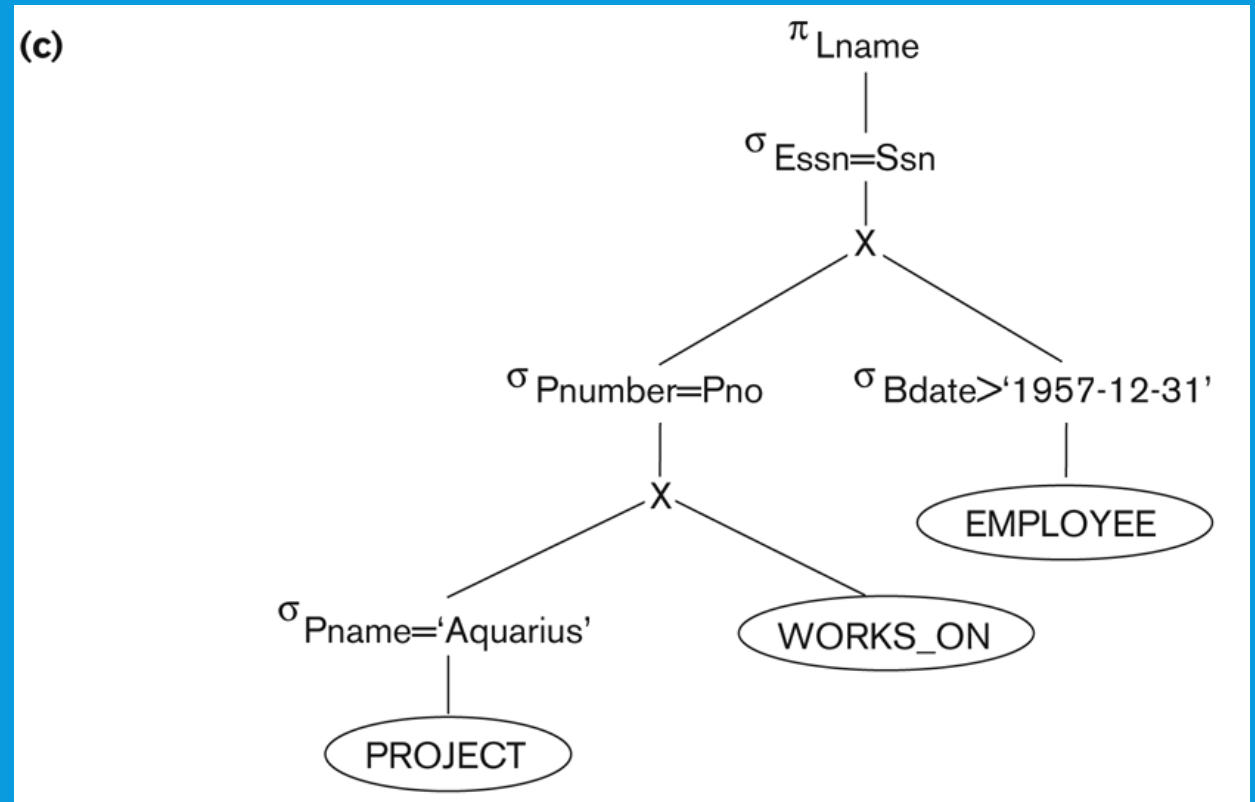 (c)
π Lname
σ Essn=Ssn
X
σ Pnumber=Pno
σ Bdate>‘1957-12-31’
X
EMPLOYEE
σ Pname=‘Aquarius’
WORKS_ON
PROJECT